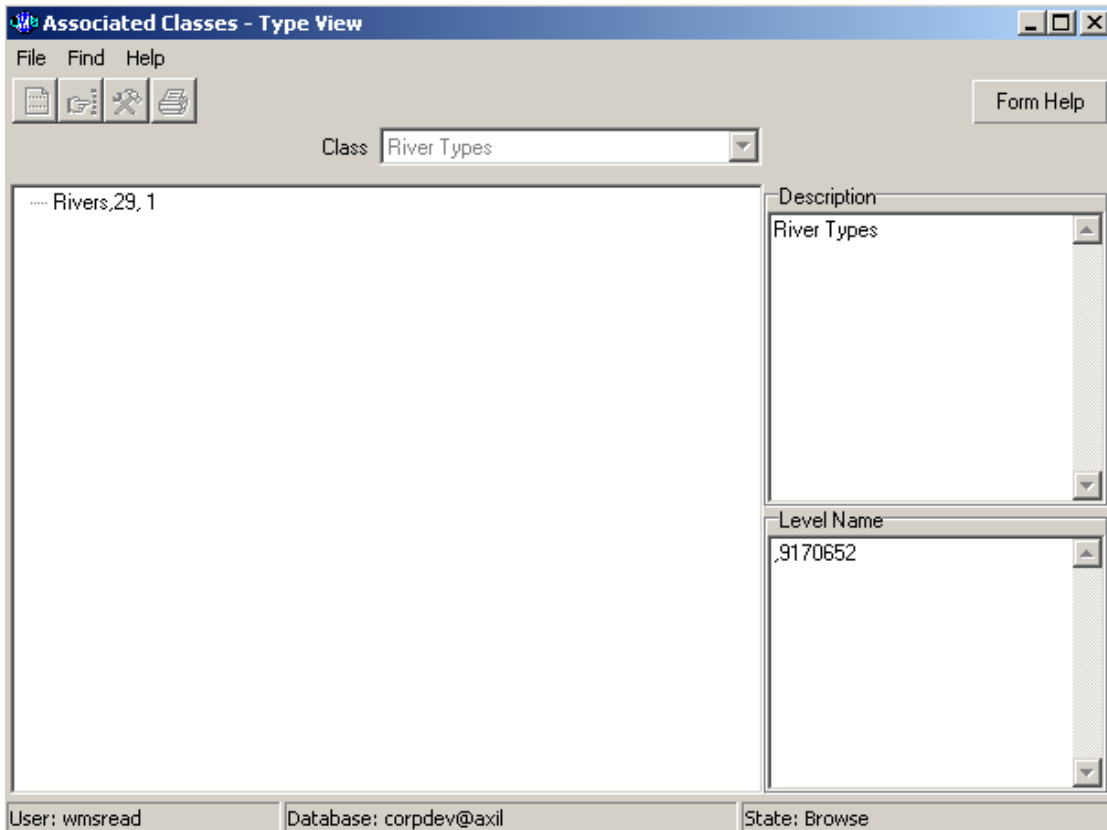 Associated Classes - Type View
File Find Help
Form Help
Class River Types
Rivers,29, 1
Description
River Types
Level Name
,9170652
User: wmsread Database: corpdev@axil State: Browse